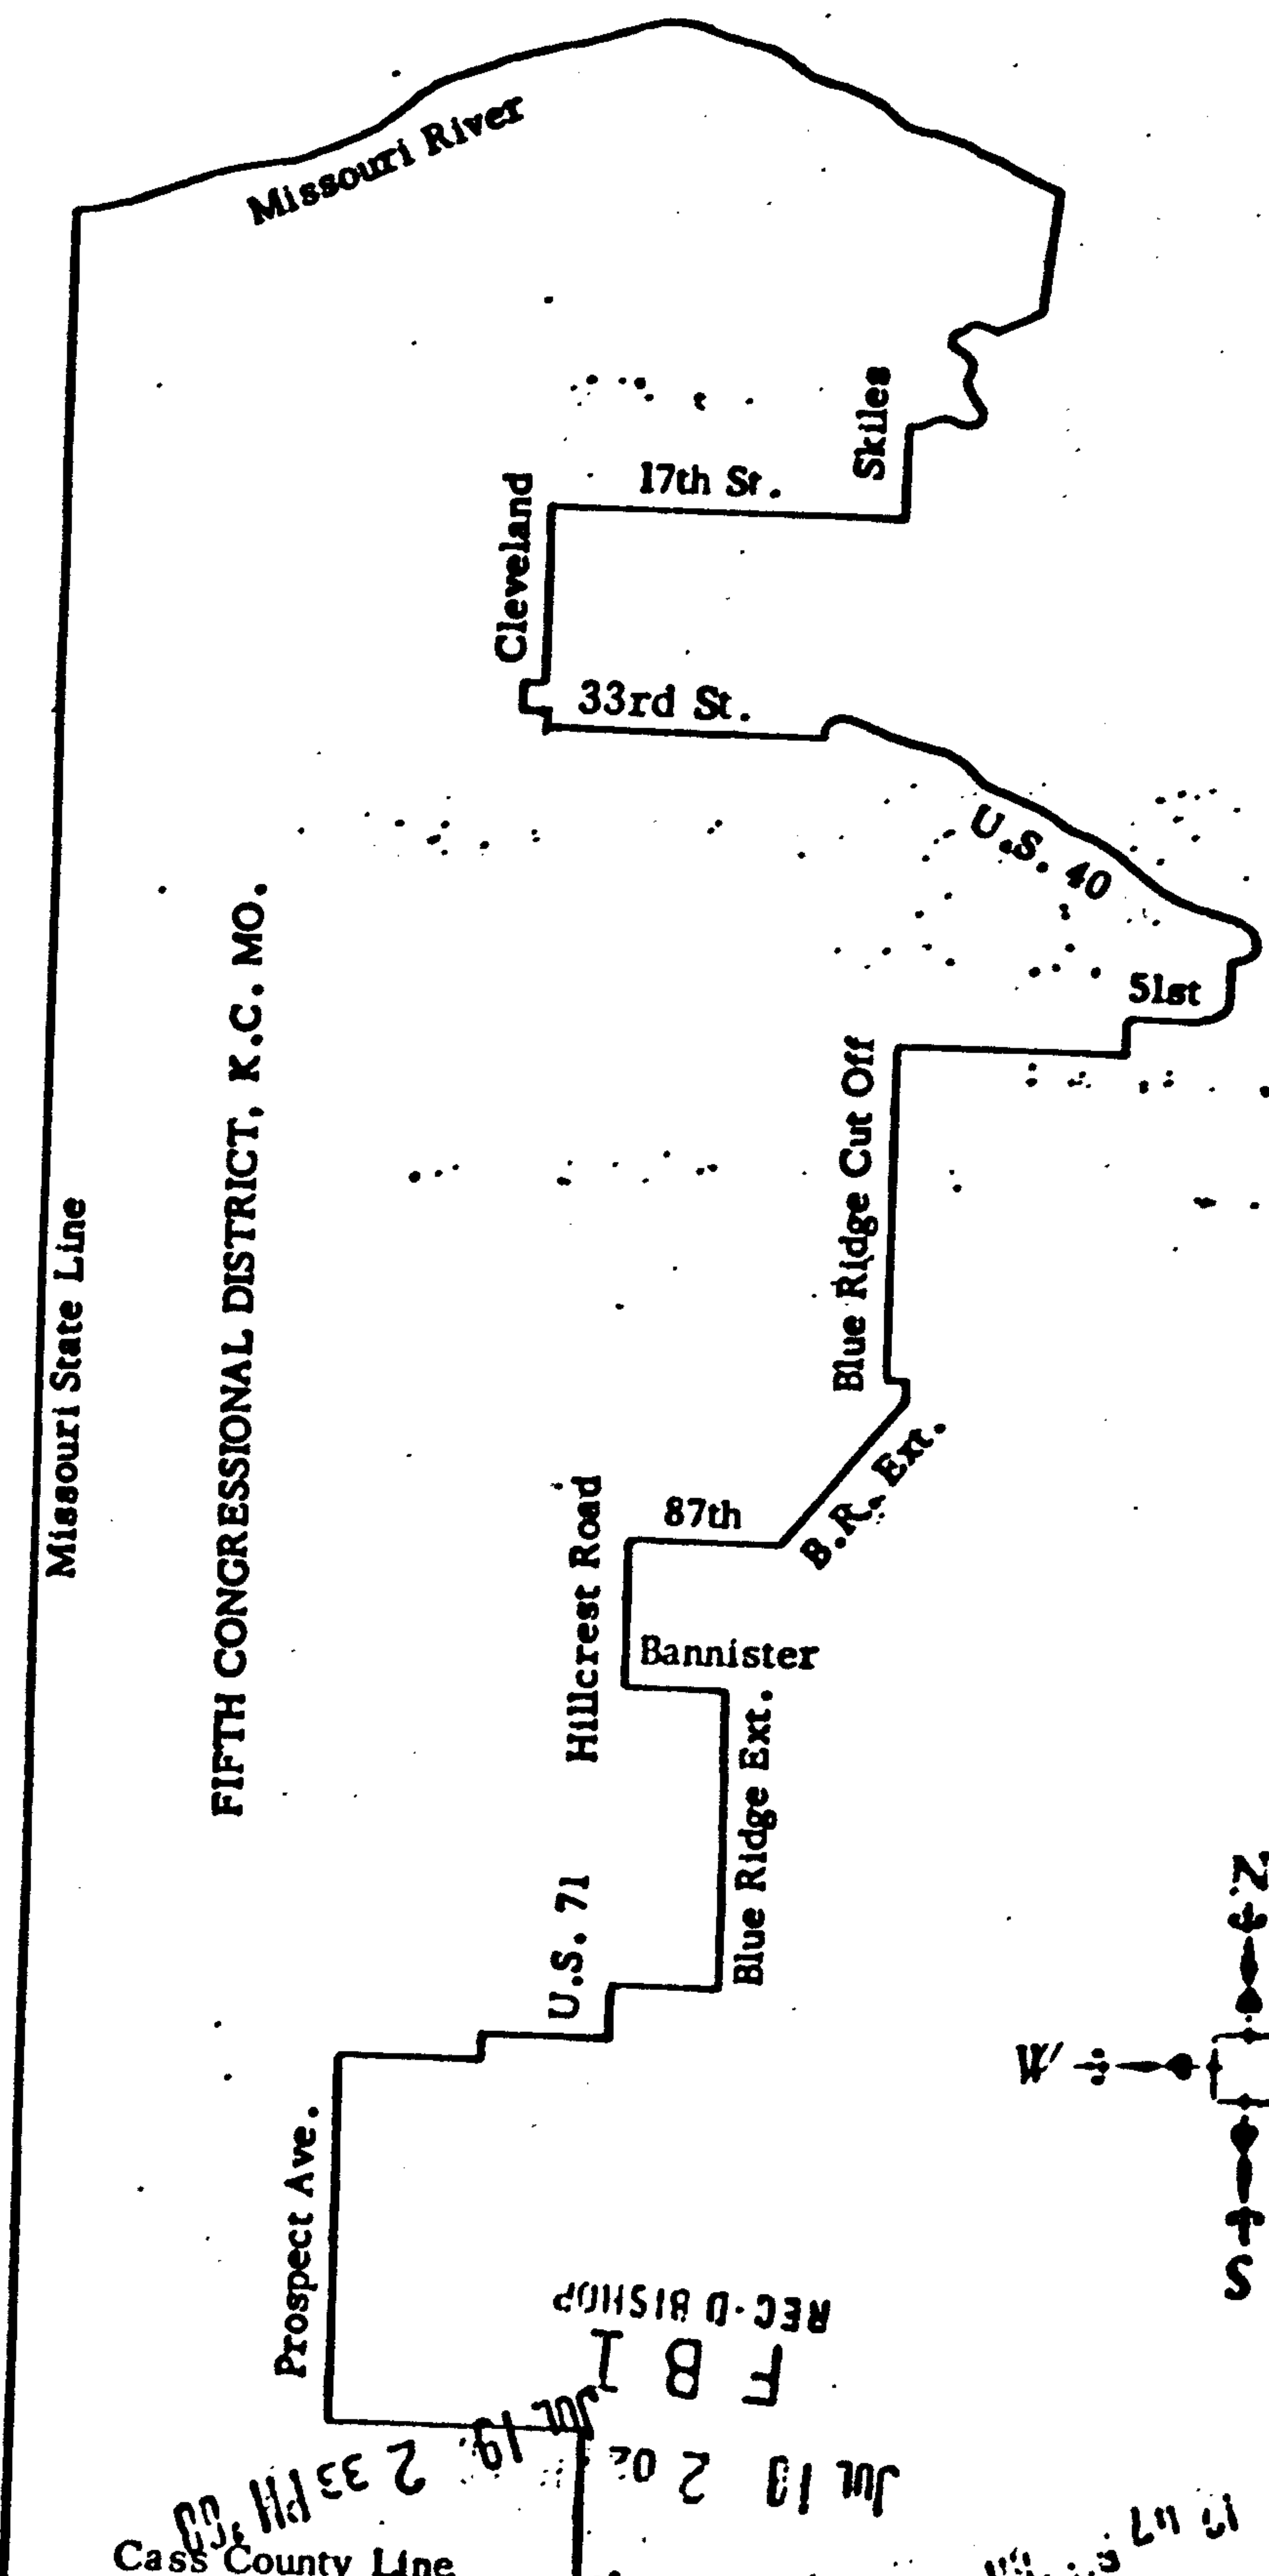 Missouri River
Skiles
17th St.
Cleveland
33rd St.
U.S. 40
51st
Blue Ridge Cut Off
FIFTH CONGRESSIONAL DISTRICT, K.C. MO.
Missouri State Line
B.R. Ext.
87th
Hillcrest Road
Bannister
Blue Ridge Ext.
U.S. 71
N
W
S
Prospect Ave.
REC-D BISHOP
F B I
JUL 19 2 02
JUL 19 2 33 PM
Cass County Line